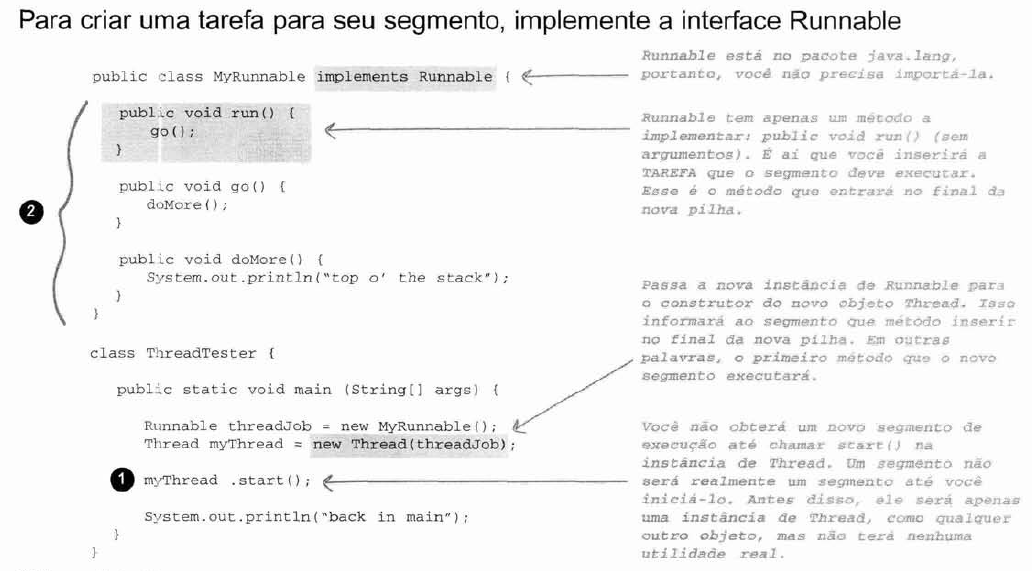 Para criar uma tarefa para seu segmento, implemente a interface Runnable
public class MyRunnable implements Runnable {
Runnable está no pacote java.lang,
portanto, você não precisa importá-la.
public void run() {
go();
}
Runnable tem apenas um método a
implementar: public void run() (sem
argumentos). É aí que você inserirá a
TAREFA que o segmento deve executar.
Esse é o método que entrará no final da
nova pilha.
2
public void go() {
doMore();
}
public void doMore() {
System.out.println("top o' the stack");
}
}
Passa a nova instância de Runnable para
o construtor do novo objeto Thread. Isso
informará ao segmento que método inserir
no final da nova pilha. Em outras
palavras, o primeiro método que o novo
segmento executará.
class ThreadTester {
public static void main (String[] args) {
Runnable threadJob = new MyRunnable();
Thread myThread = new Thread(threadJob);
1 myThread .start();
System.out.println("back in main");
}
}
Você não obterá um novo segmento de
execução até chamar start() na
instância de Thread. Um segmento não
será realmente um segmento até você
iniciá-lo. Antes disso, ele será apenas
uma instância de Thread, como qualquer
outro objeto, mas não terá nenhuma
utilidade real.